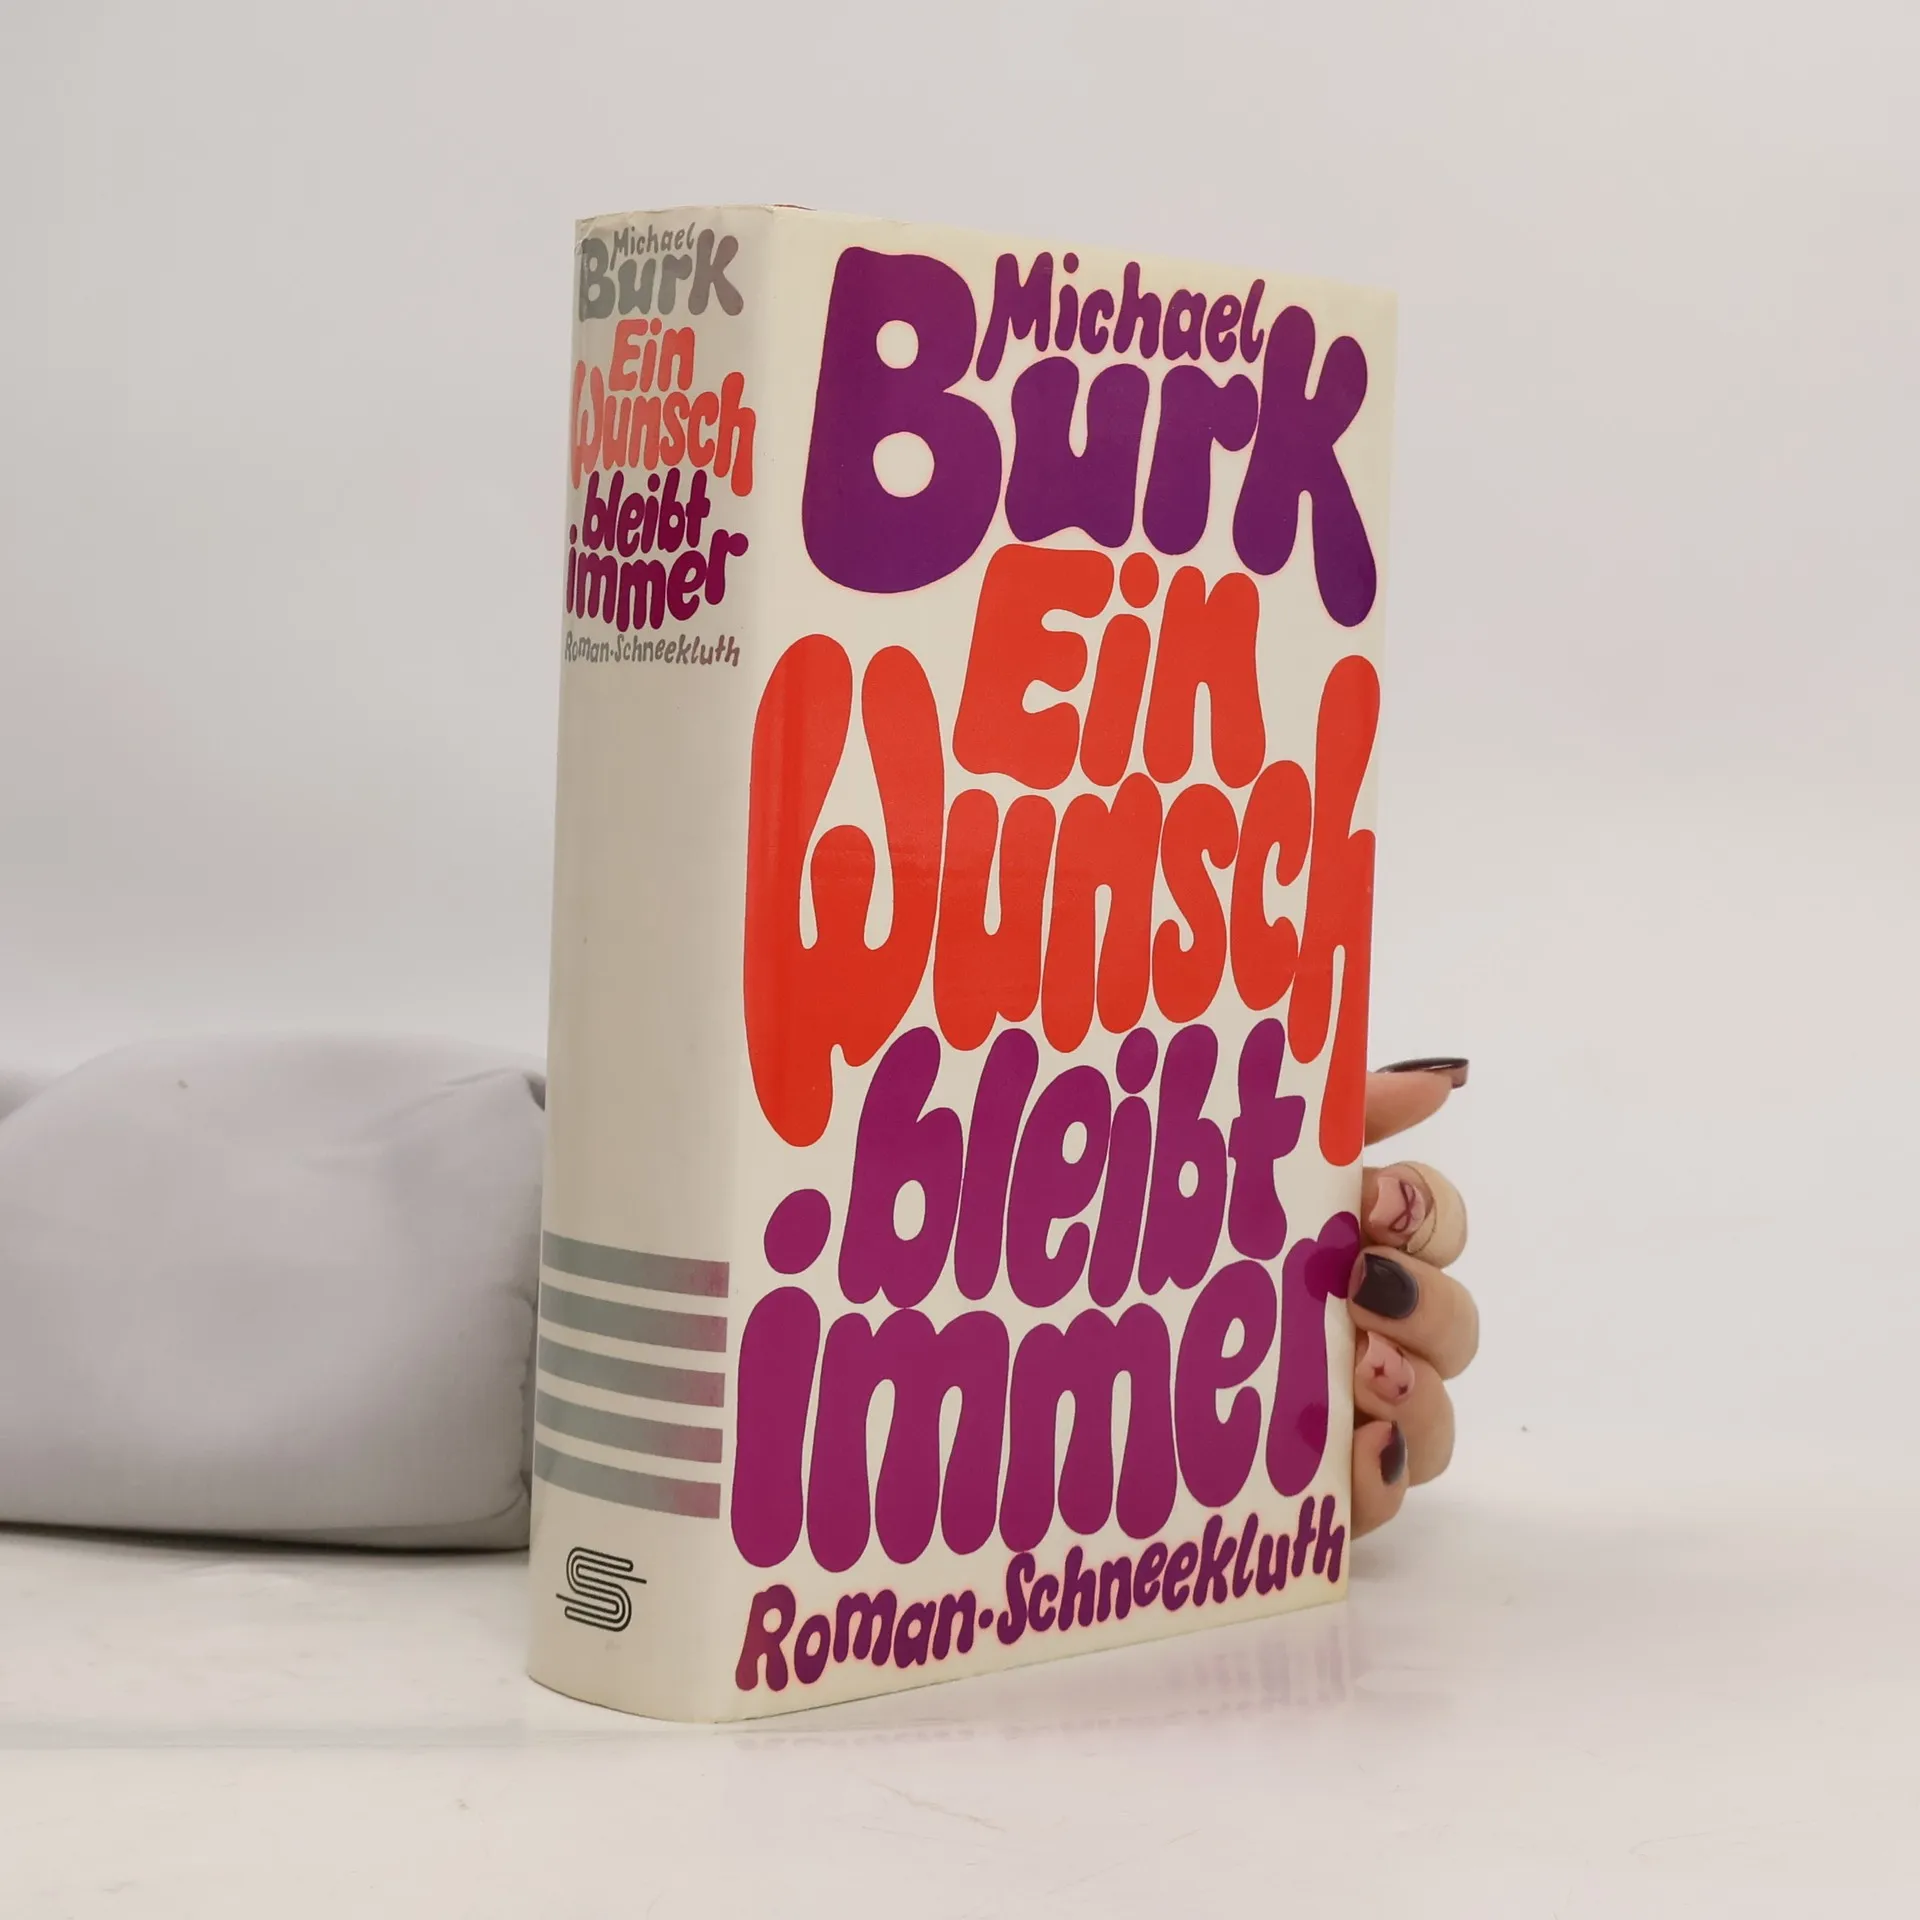 Michael
Burk
Ein
Wunsch
bleibt
immer
Roman-Schneekluth
Michael
Burk
Ein
Wunsch
bleibt
immer
Roman·Schneekluth